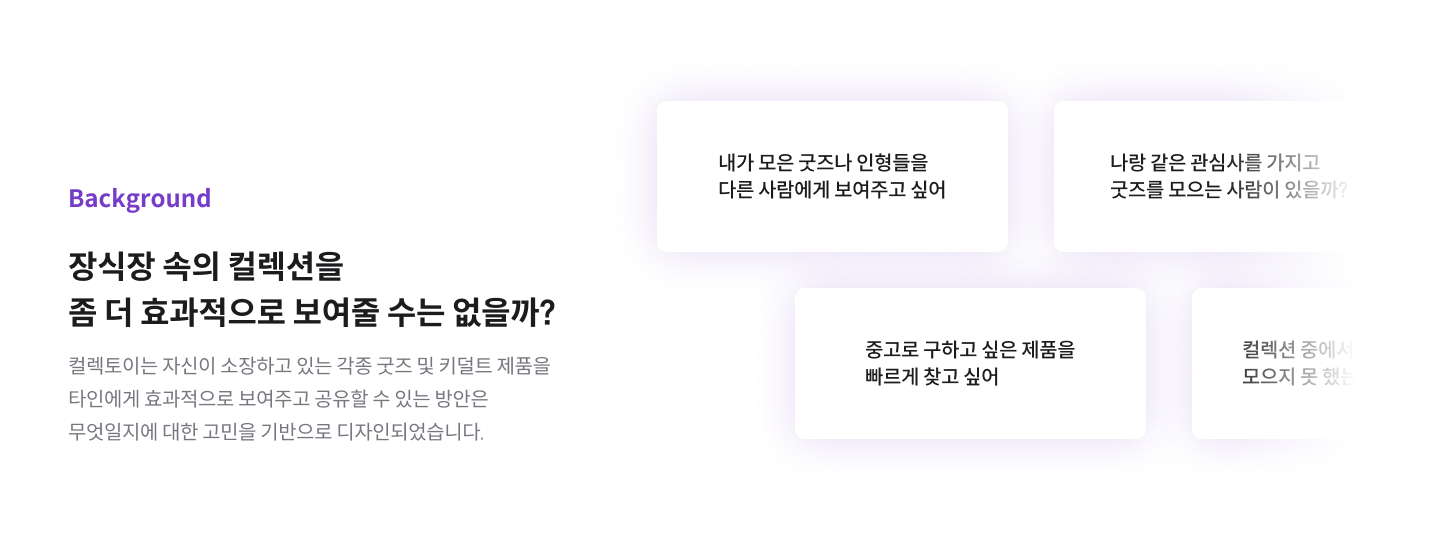 Background
장식장 속의 컬렉션을
좀 더 효과적으로 보여줄 수는 없을까?
컬렉토이는 자신이 소장하고 있는 각종 굿즈 및 키덜트 제품을
타인에게 효과적으로 보여주고 공유할 수 있는 방안은
무엇일지에 대한 고민을 기반으로 디자인되었습니다.
내가 모은 굿즈나 인형들을
다른 사람에게 보여주고 싶어
나랑 같은 관심사를 가지고
굿즈를 모으는 사람이 있을까?
중고로 구하고 싶은 제품을
빠르게 찾고 싶어
컬렉션 중에서
모으지 못